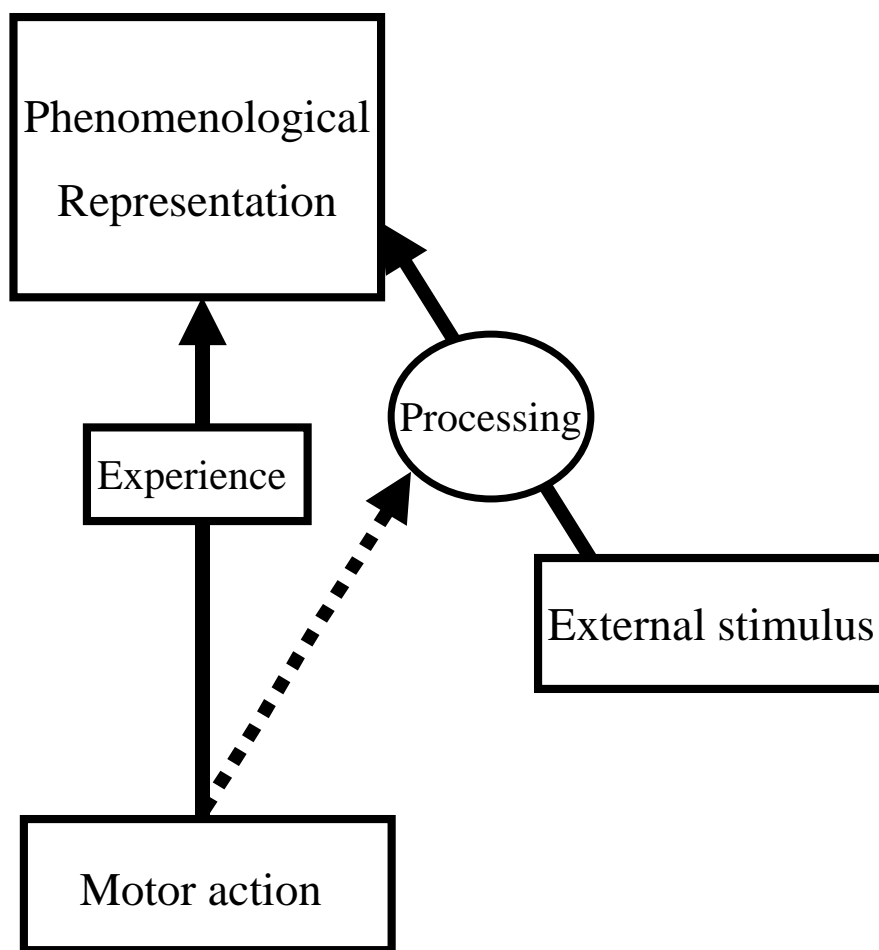 Phenomenological
Representation
Processing
Experience
External stimulus
Motor action